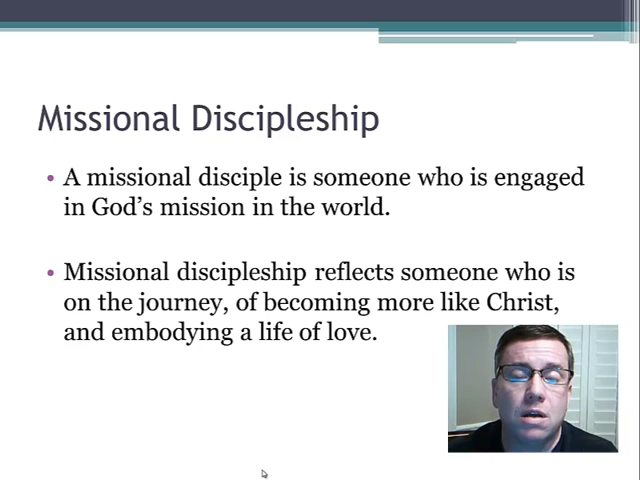 Missional Discipleship
• A missional disciple is someone who is engaged
in God's mission in the world.
• Missional discipleship reflects someone who is
on the journey, of becoming more like Christ,
and embodying a life of love.